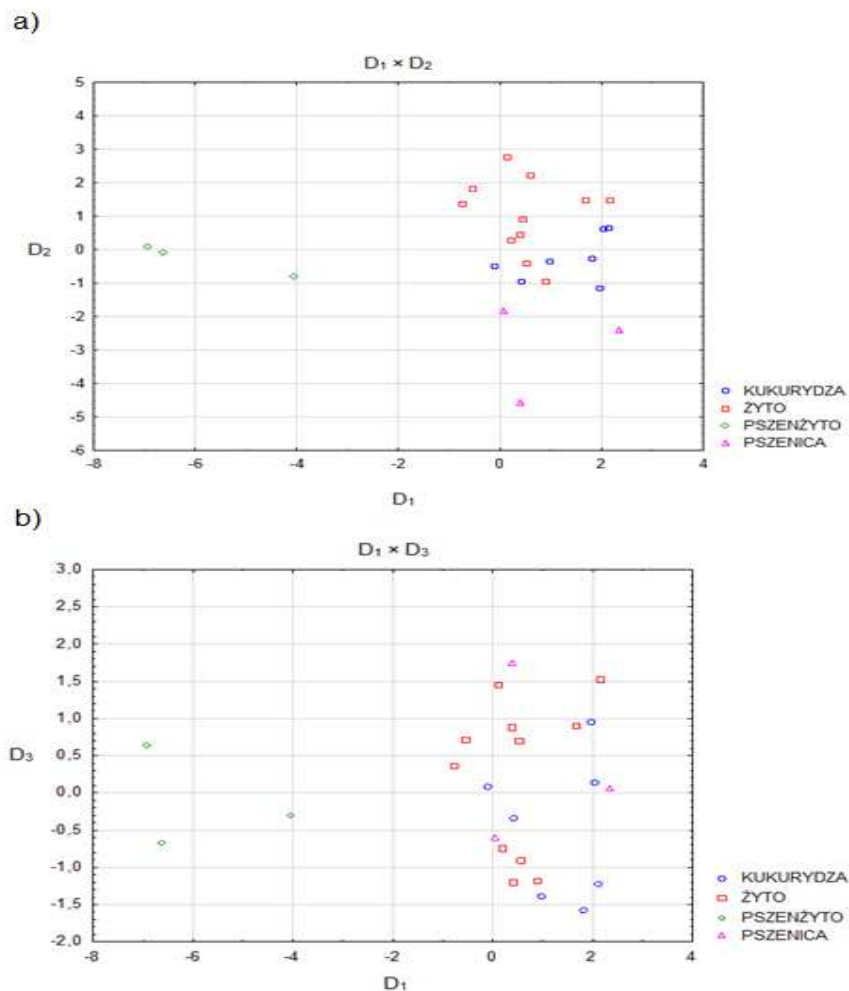 a)
D₁ × D₂
5
4
3
2
1
0
-1
-2
-3
-4
-5
-6
D₂
-8
-6
-4
-2
0
2
4
D₁
KUKURYDZA
ŻYTO
PSZENŻYTO
PSZENICA
b)
D₁ × D₃
3,0
2,5
2,0
1,5
1,0
0,5
0,0
-0,5
-1,0
-1,5
-2,0
D₃
-8
-6
-4
-2
0
2
4
D₁
KUKURYDZA
ŻYTO
PSZENŻYTO
PSZENICA